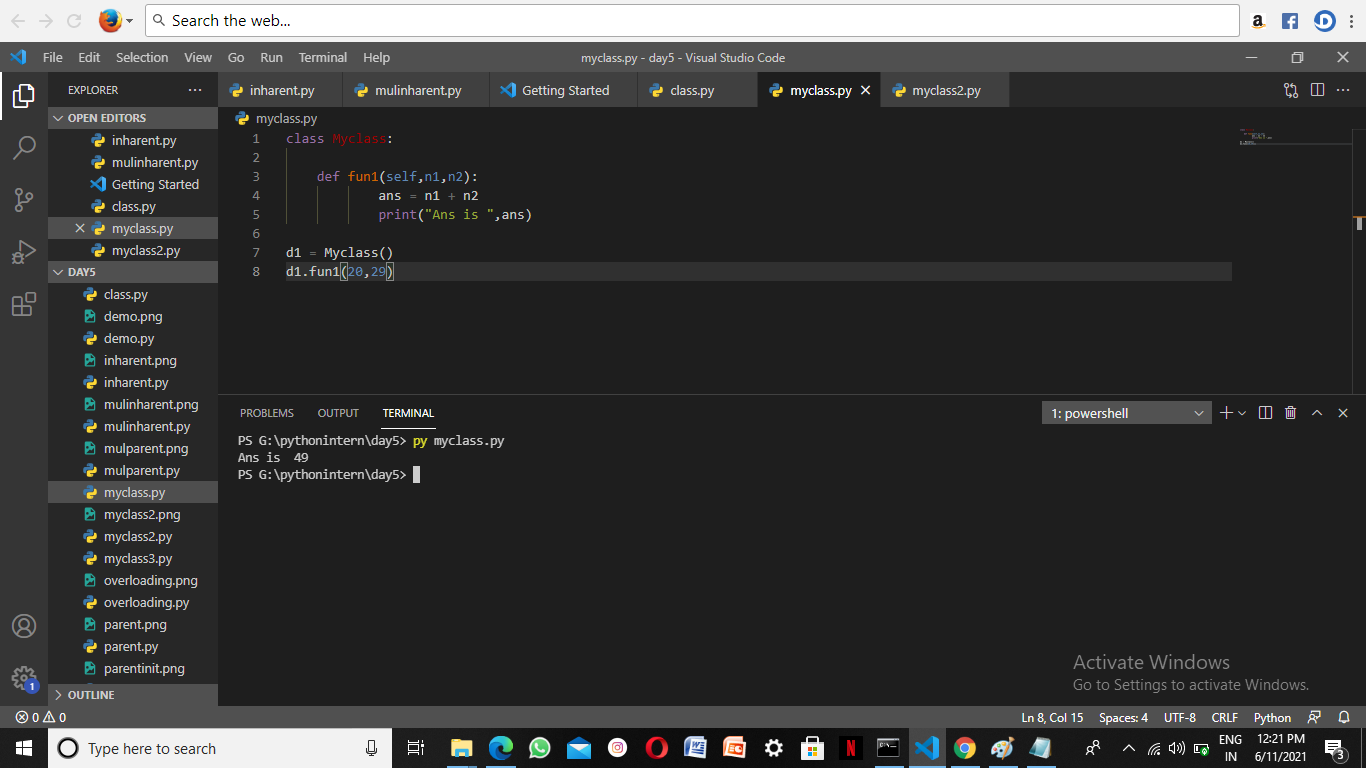 Search the web...
File Edit Selection View Go Run Terminal Help
myclass.py - day5 - Visual Studio Code
EXPLORER
inharent.py
mulinharent.py
Getting Started
class.py
myclass.py
myclass2.py
OPEN EDITORS
inharent.py
mulinharent.py
Getting Started
class.py
myclass.py
myclass2.py
DAY5
class.py
demo.png
demo.py
inharent.png
inharent.py
mulinharent.png
mulinharent.py
mulparent.png
mulparent.py
myclass.py
myclass2.png
myclass2.py
myclass3.py
overloading.png
overloading.py
parent.png
parent.py
parentinit.png
OUTLINE
myclass.py
1 class Myclass:
2
3 def fun1(self,n1,n2):
4 ans = n1 + n2
5 print("Ans is ",ans)
6
7 d1 = Myclass()
8 d1.fun1(20,29)
PROBLEMS OUTPUT TERMINAL
1: powershell
PS G:\pythonintern\day5> py myclass.py
Ans is  49
PS G:\pythonintern\day5>
Activate Windows
Go to Settings to activate Windows.
1
0 0
Ln 8, Col 15 Spaces: 4 UTF-8 CRLF Python
Type here to search
ENG
IN
12:21 PM
6/11/2021
3